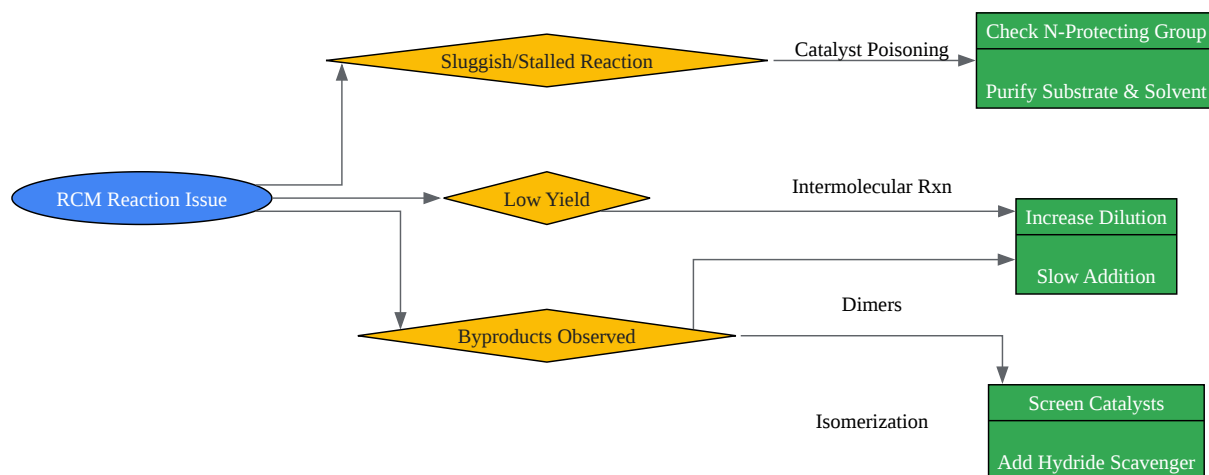 Check N-Protecting Group
Sluggish/Stalled Reaction
Catalyst Poisoning
Purify Substrate & Solvent
RCM Reaction Issue
Low Yield
Intermolecular Rxn
Increase Dilution
Slow Addition
Dimers
Byproducts Observed
Screen Catalysts
Isomerization
Add Hydride Scavenger